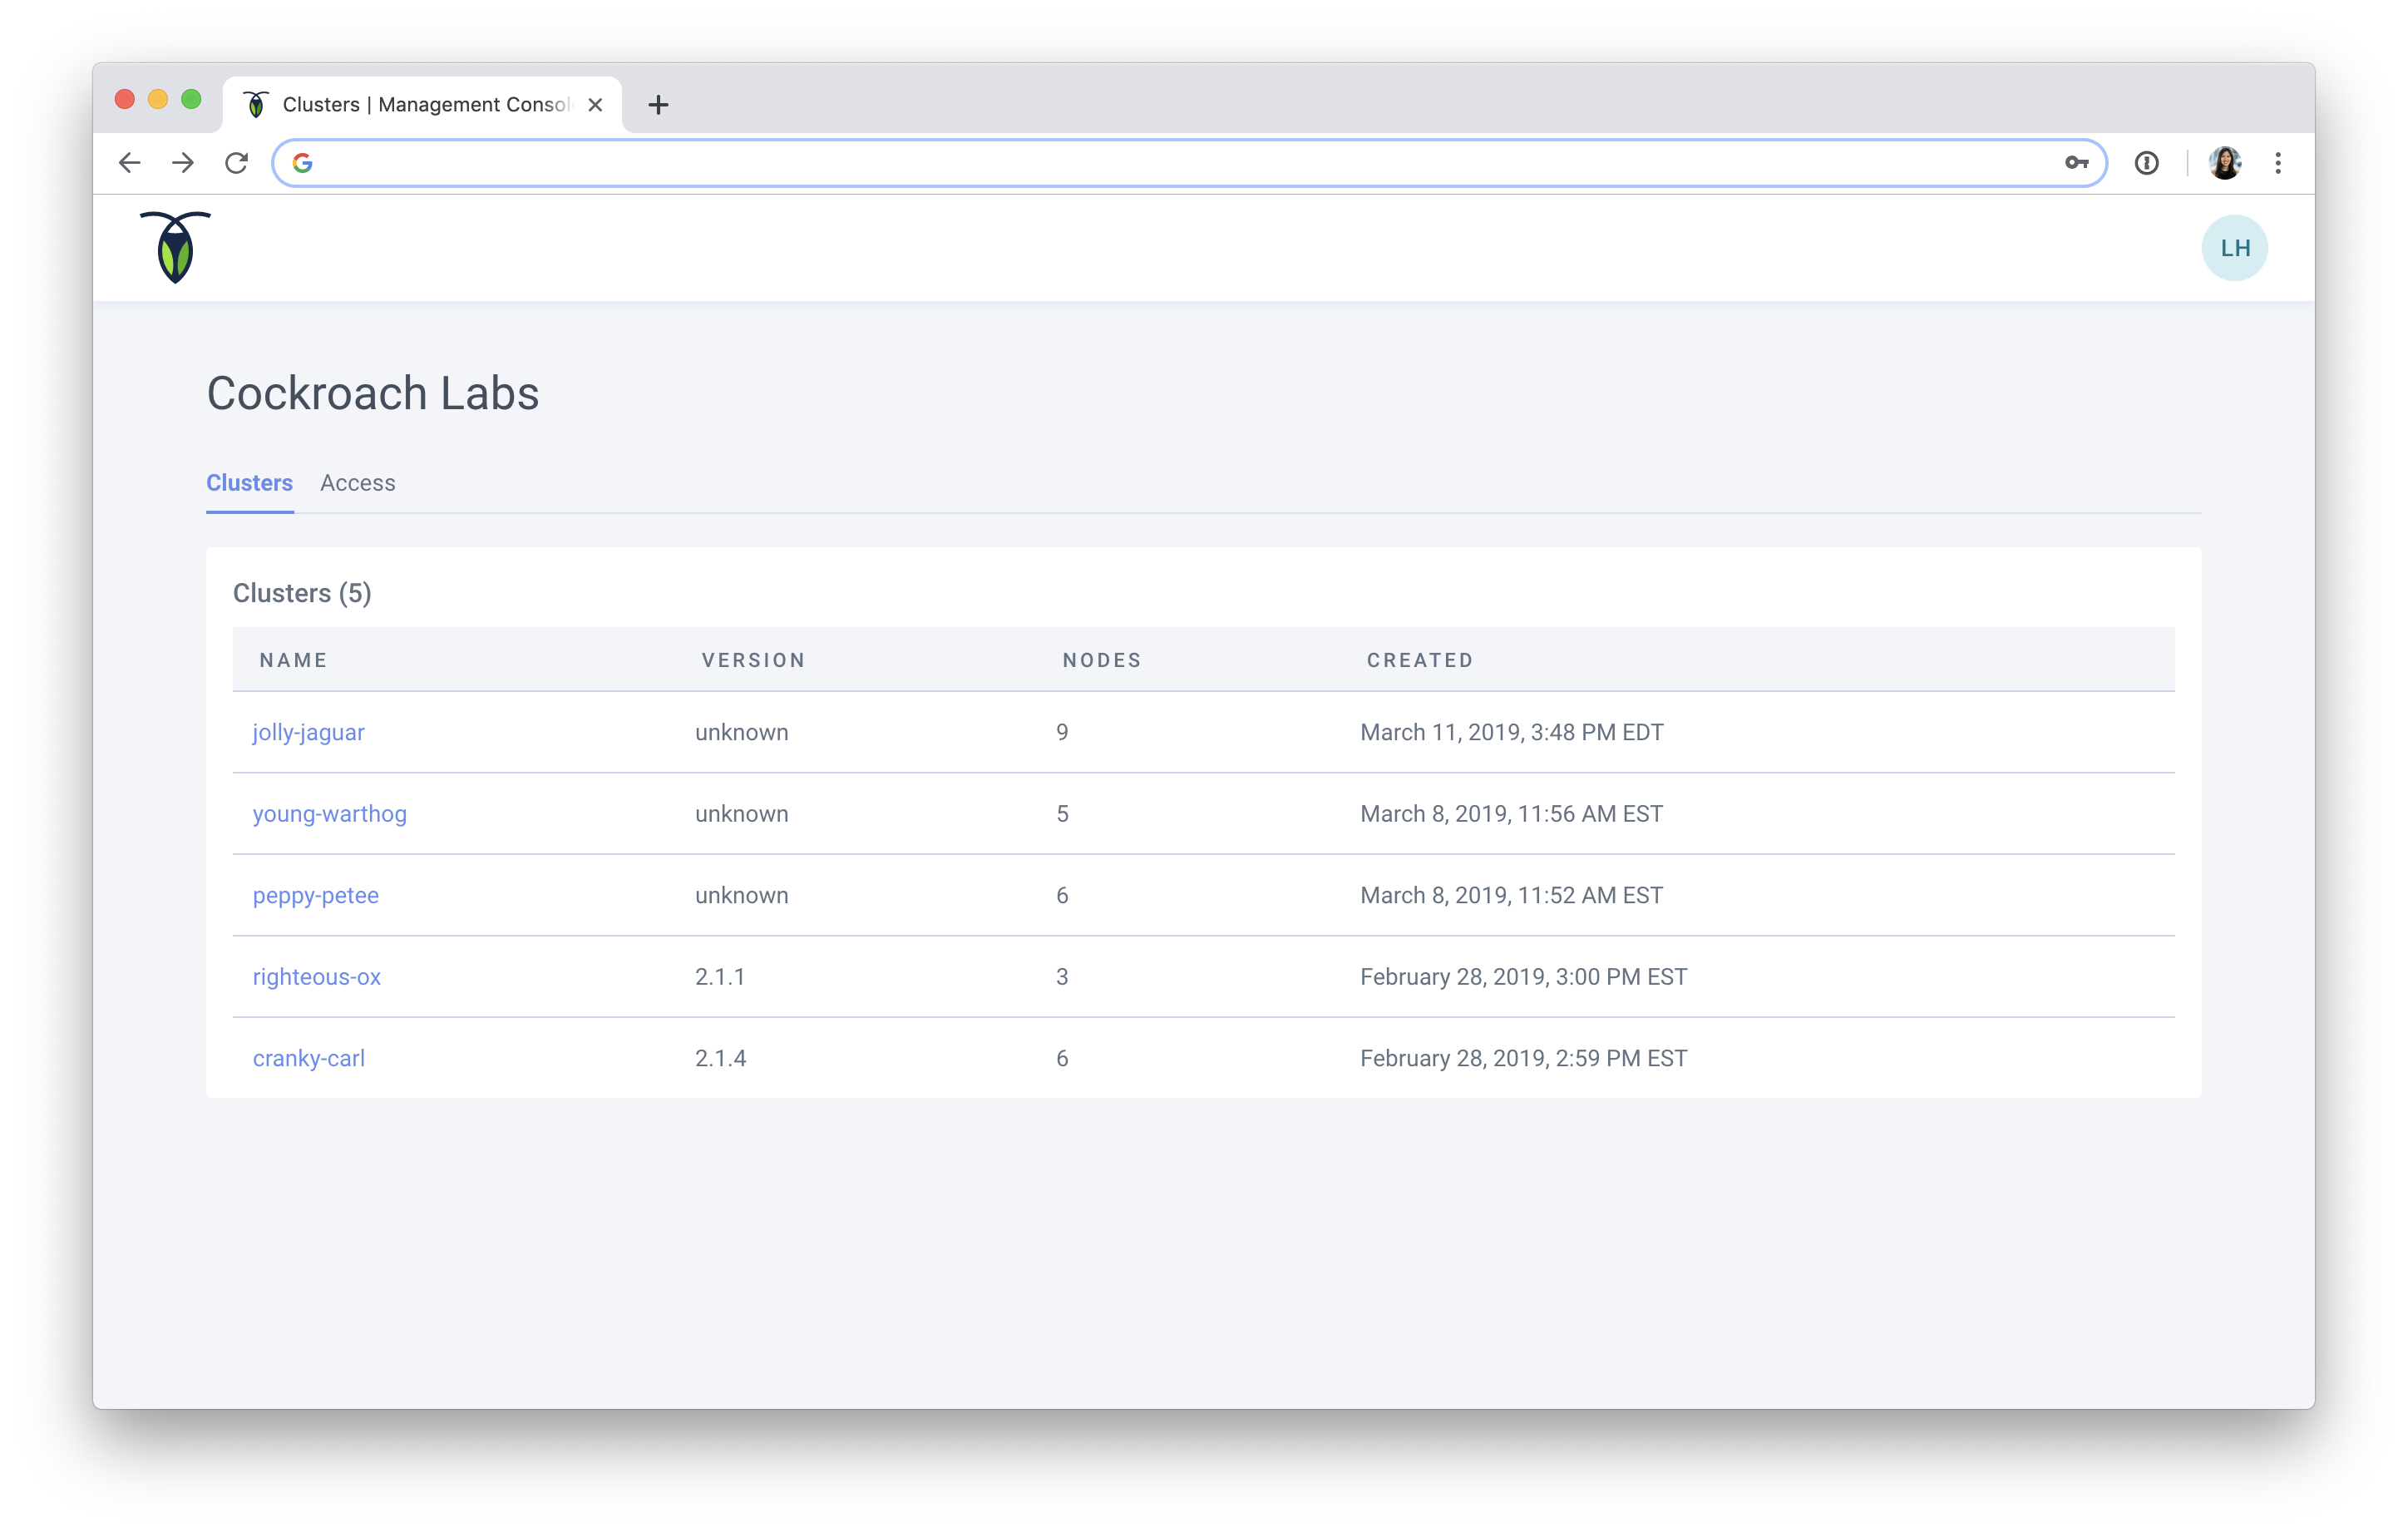 Clusters | Management Consol
LH
Cockroach Labs
Clusters Access
Clusters (5)
NAME VERSION NODES CREATED
jolly-jaguar unknown 9 March 11, 2019, 3:48 PM EDT
young-warthog unknown 5 March 8, 2019, 11:56 AM EST
peppy-petee unknown 6 March 8, 2019, 11:52 AM EST
righteous-ox 2.1.1 3 February 28, 2019, 3:00 PM EST
cranky-carl 2.1.4 6 February 28, 2019, 2:59 PM EST